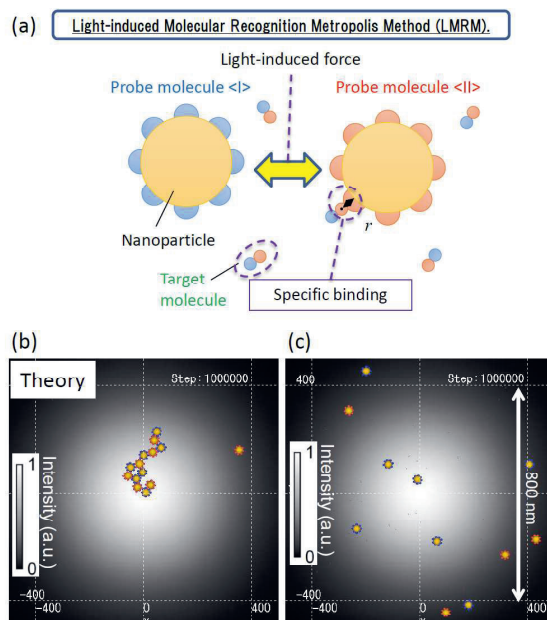 (a)
Light-induced Molecular Recognition Metropolis Method (LMRM).
Light-induced force
Probe molecule <I>
Probe molecule <II>
Nanoparticle
r
Target
molecule
Specific binding
(b)
Theory
Step:1000000
Intensity (a.u.)
1
0
-400
-400
0
400
(c)
400
Step:1000000
800 nm
Intensity (a.u.)
1
0
-400
-400
0
400